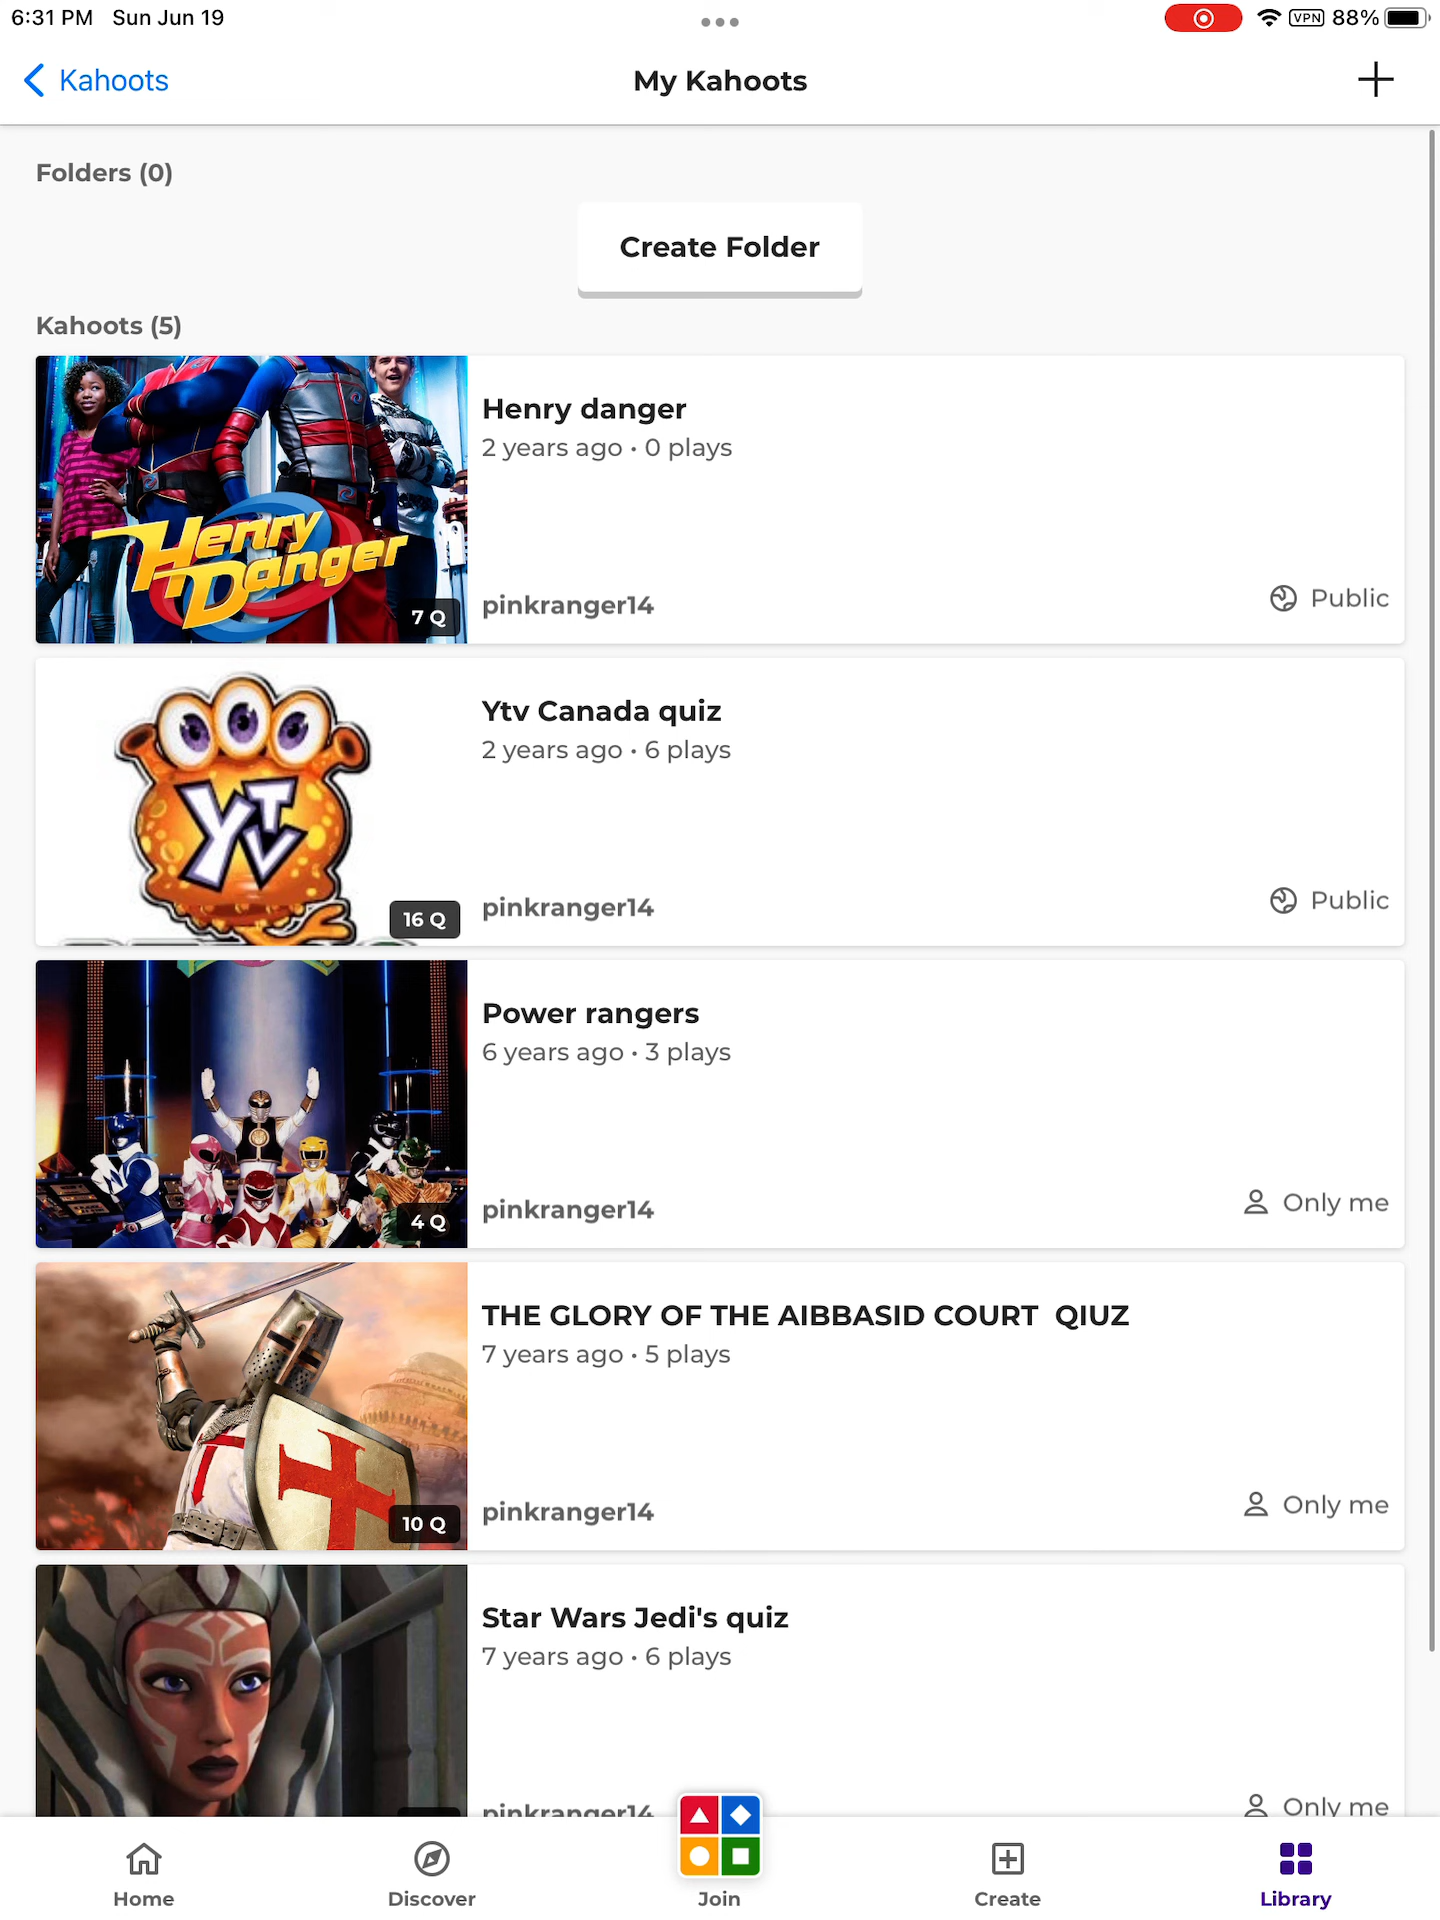 6:31 PM Sun Jun 19
VPN 88%
Kahoots
My Kahoots
Folders (0)
Create Folder
Kahoots (5)
Henry danger
2 years ago • 0 plays
Henry
Danger
7 Q
pinkranger14
Public
Ytv Canada quiz
2 years ago • 6 plays
YTV
16 Q
pinkranger14
Public
Power rangers
6 years ago • 3 plays
4 Q
pinkranger14
Only me
THE GLORY OF THE AIBBASID COURT  QIUZ
7 years ago • 5 plays
10 Q
pinkranger14
Only me
Star Wars Jedi's quiz
7 years ago • 6 plays
pinkranger14
Only me
Home
Discover
Join
Create
Library